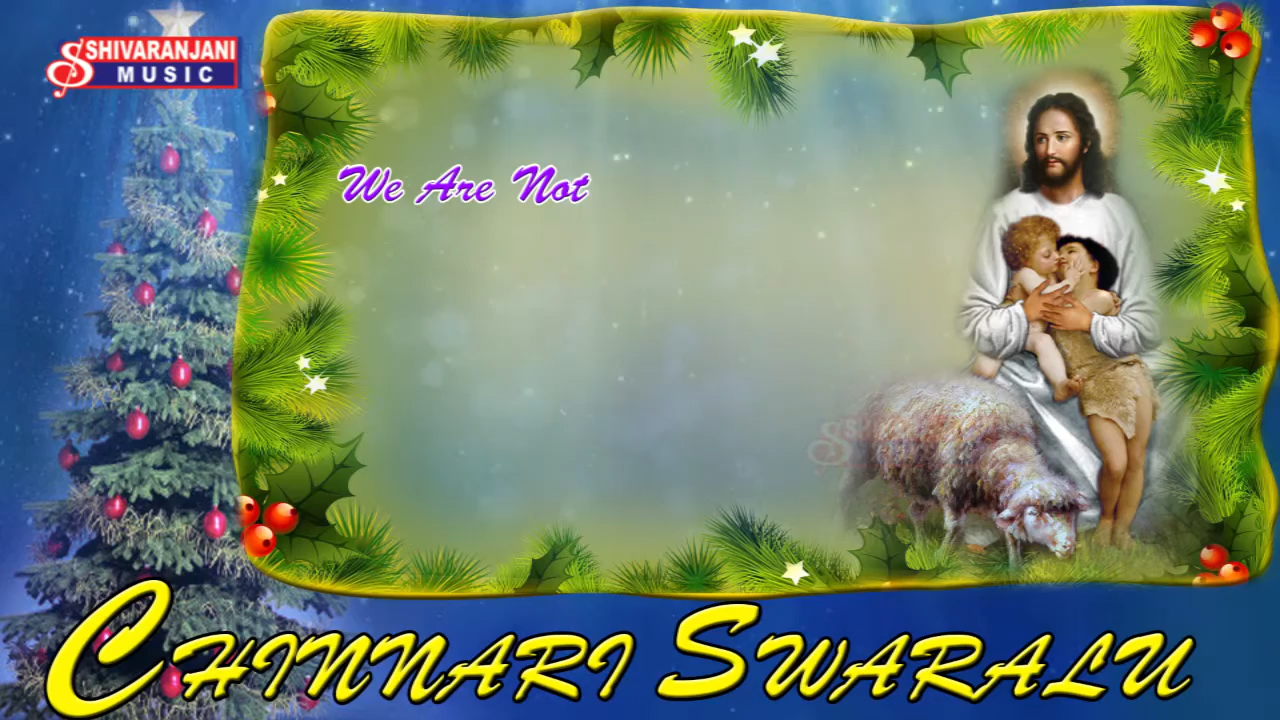 SHIVARANJANI
MUSIC
We Are Not
CHINNARI SWARALU